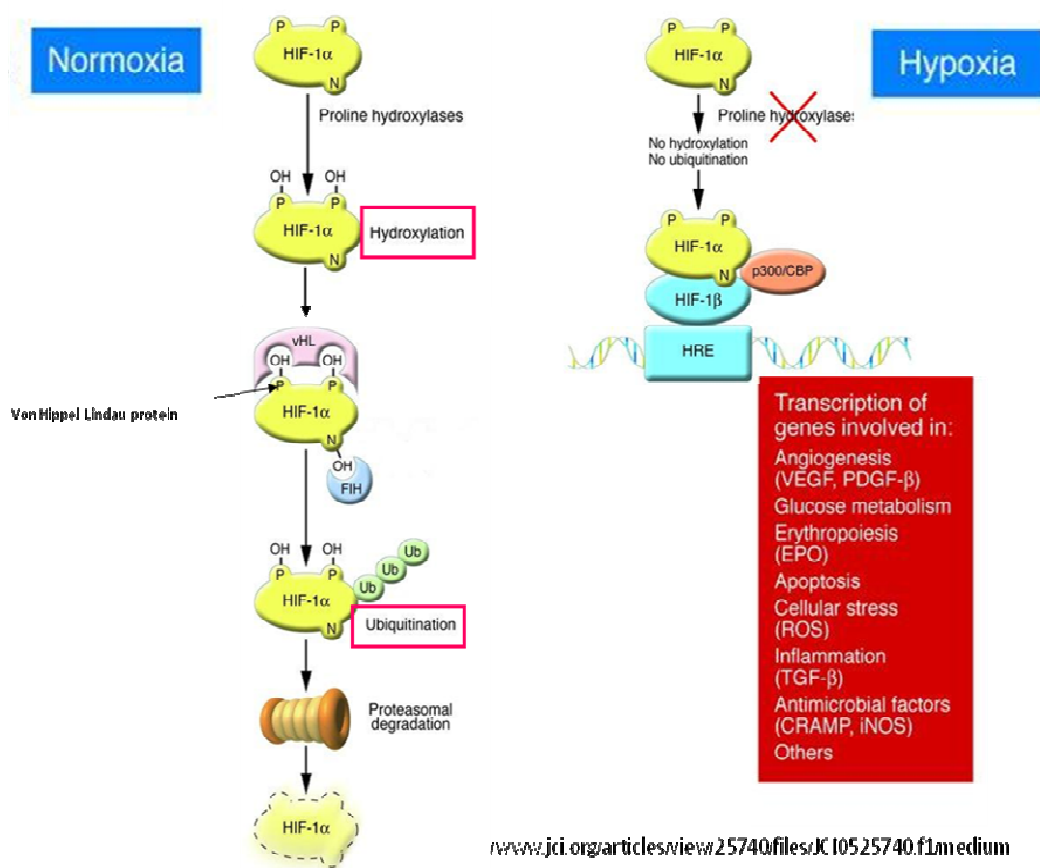 Normoxia
P P
HIF-1α
N
Proline hydroxylases
OH OH
P P
HIF-1α
N
Hydroxylation
vHL
OH OH
P P
HIF-1α
N
OH
FIH
Von Hippel Lindau protein
OH OH
P P
HIF-1α
N
Ub
Ub
Ub
Ubiquitination
Proteasomal
degradation
HIF-1α
Hypoxia
P P
HIF-1α
N
Proline hydroxylase:
No hydroxylation
No ubiquitination
P P
HIF-1α
N
p300/CBP
HIF-1β
HRE
Transcription of
genes involved in:
Angiogenesis
(VEGF, PDGF-β)
Glucose metabolism
Erythropoiesis
(EPO)
Apoptosis
Cellular stress
(ROS)
Inflammation
(TGF-β)
Antimicrobial factors
(CRAMP, iNOS)
Others
/www.jci.org/articles/view/25740/files/JCI0525740.f1/medium